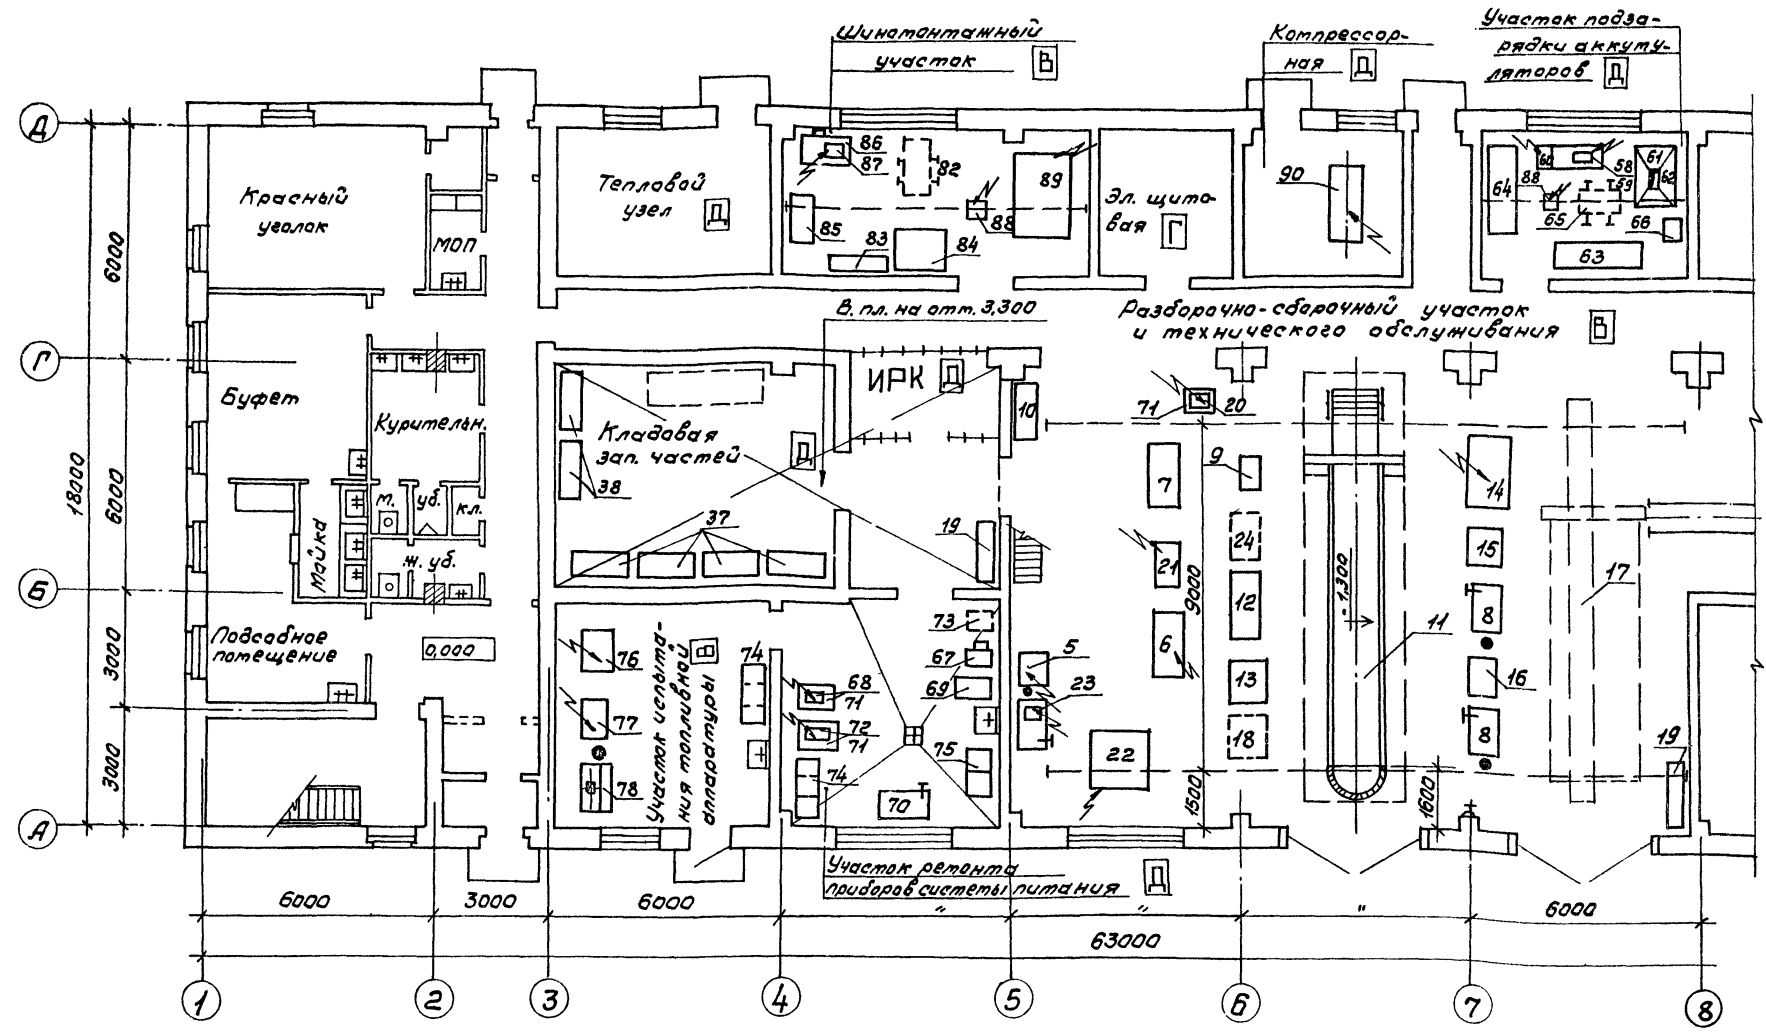 Шиномонтажный
участок
В
Компрессор-
ная
Д
Участок подза-
рядки аккуму-
ляторов
Д
Д
Красный
уголок
МОП
Тепловой
узел
Д
86
87
82
85
83
84
88
89
Эл. щито-
вая
Г
90
64
60
58
59
61
62
88
65
66
63
6000
В. пл. на отм. 3,300
Разборочно-сборочный участок
и технического обслуживания
В
Г
Буфет
Курительн.
ИРК
Д
Кладовая
зап. частей
Д
38
37
10
71
20
9
7
14
18000
6000
Мойка
М.
уб.
кл.
Ж. уб.
19
21
24
9000
12
-1,300
15
17
Б
Подсобное
помещение
0,000
3000
76
77
78
Участок испыта-
ния топливной
аппаратуры
В
74
73
67
68
71
69
72
71
74
75
70
5
23
6
13
18
22
11
8
16
8
19
3000
1500
1600
А
Участок ремонта
приборов системы питания
Д
6000
3000
6000
"
"
"
6000
63000
1
2
3
4
5
6
7
8